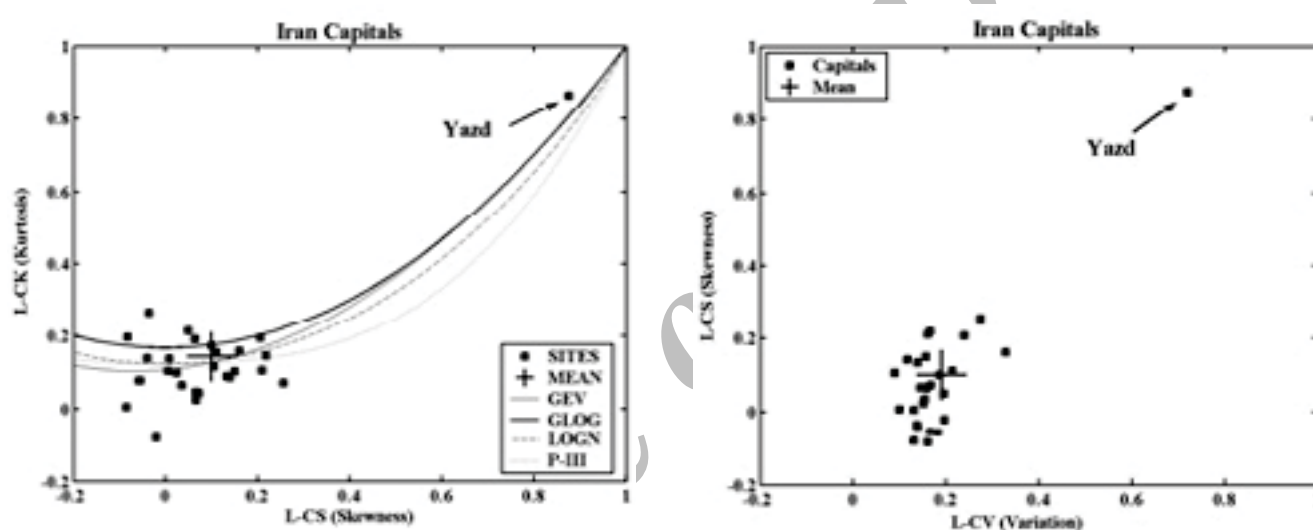 Iran Capitals
1
0.8
0.6
0.4
0.2
0
-0.2
L-CK (Kurtosis)
Yazd
SITES
MEAN
GEV
GLOG
LOGN
P-III
-0.2 0 0.2 0.4 0.6 0.8 1
L-CS (Skewness)
Iran Capitals
1
0.8
0.6
0.4
0.2
0
-0.2
L-CS (Skewness)
Capitals
Mean
Yazd
-0.2 0 0.2 0.4 0.6 0.8
L-CV (Variation)